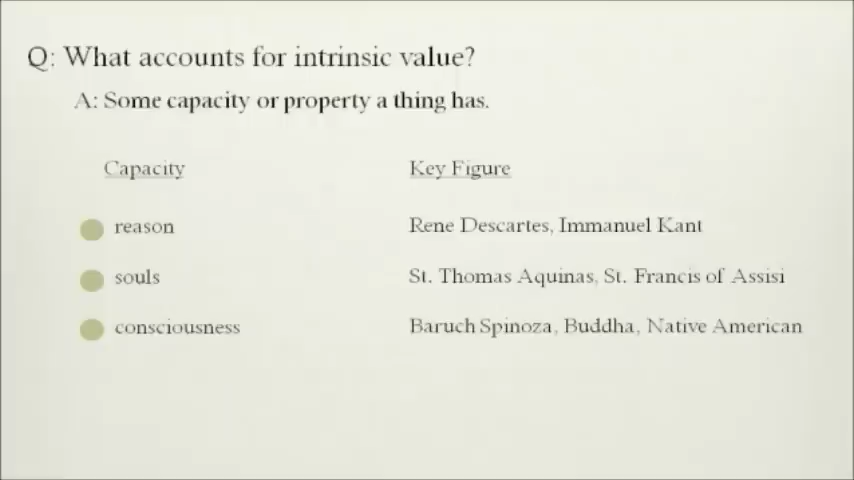 Q: What accounts for intrinsic value?
A: Some capacity or property a thing has.
Capacity Key Figure
reason Rene Descartes, Immanuel Kant
souls St. Thomas Aquinas, St. Francis of Assisi
consciousness Baruch Spinoza, Buddha, Native American